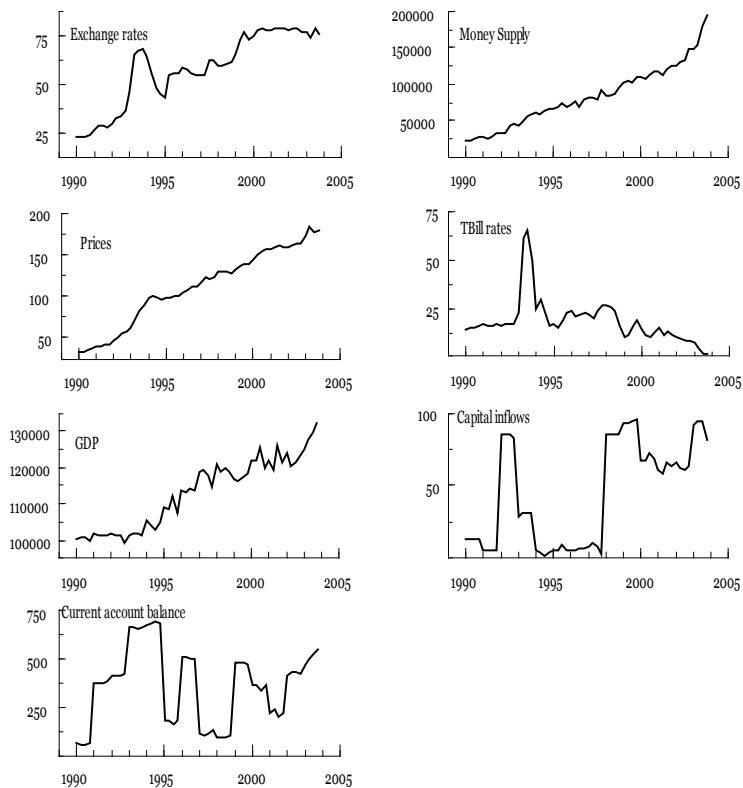 Exchange rates
75
50
25
1990 1995 2000 2005
Money Supply
200000
150000
100000
50000
1990 1995 2000 2005
Prices
200
150
100
50
1990 1995 2000 2005
TBill rates
75
50
25
1990 1995 2000 2005
GDP
130000
120000
110000
100000
1990 1995 2000 2005
Capital inflows
100
50
1990 1995 2000 2005
Current account balance
750
500
250
1990 1995 2000 2005